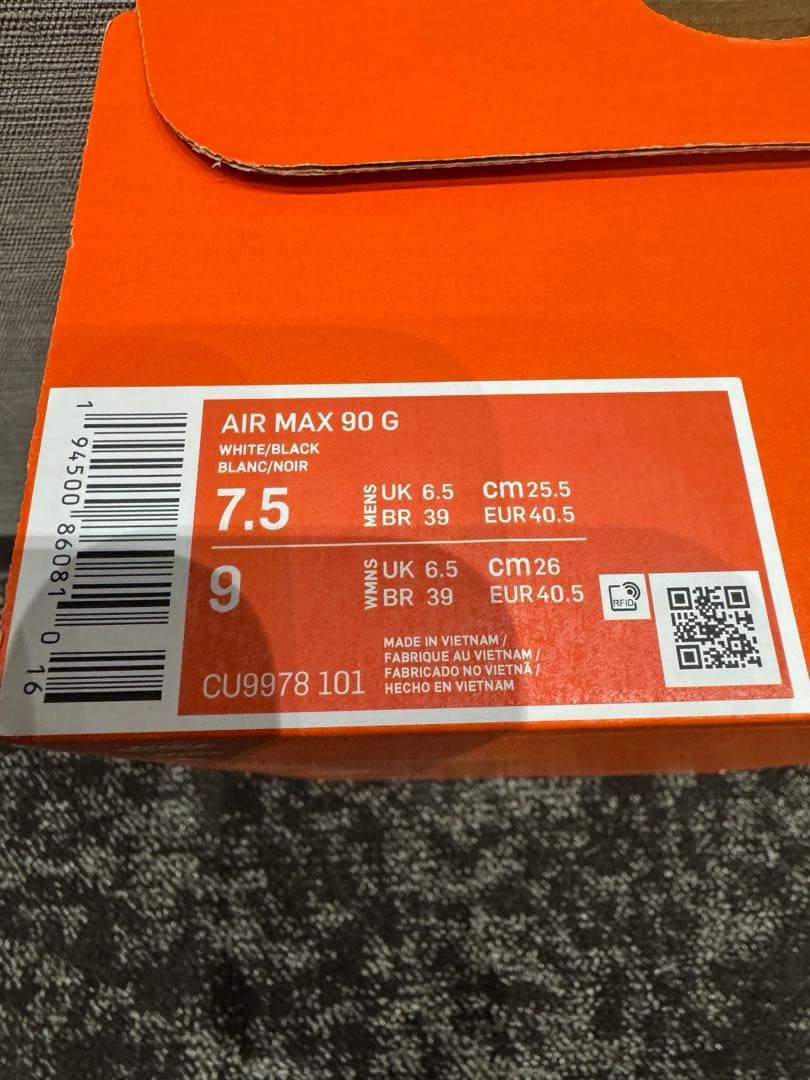 AIR MAX 90 G
WHITE/BLACK
BLANC/NOIR
7.5 MENS UK 6.5 cm 25.5
BR 39 EUR 40.5
9 WMNS UK 6.5 cm 26
BR 39 EUR 40.5
RFID
MADE IN VIETNAM /
FABRIQUE AU VIETNAM /
FABRICADO NO VIETNÃ /
HECHO EN VIETNAM
CU9978 101
1 94500 86081 0 16